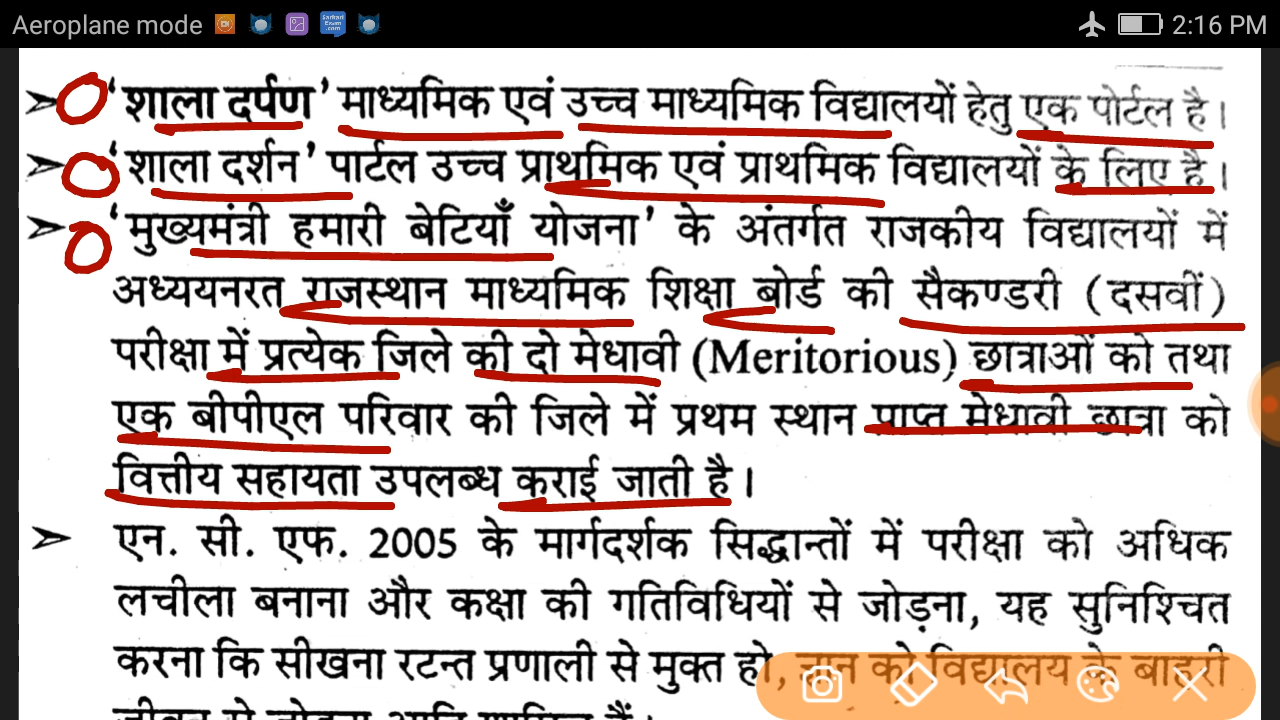 Aeroplane mode 2:16 PM
➢ 'शाला दर्पण' माध्यमिक एवं उच्च माध्यमिक विद्यालयों हेतु एक पोर्टल है।
➢ 'शाला दर्शन' पार्टल उच्च प्राथमिक एवं प्राथमिक विद्यालयों के लिए है।
➢ 'मुख्यमंत्री हमारी बेटियाँ योजना' के अंतर्गत राजकीय विद्यालयों में
अध्ययनरत राजस्थान माध्यमिक शिक्षा बोर्ड की सैकण्डरी (दसवीं)
परीक्षा में प्रत्येक जिले की दो मेधावी (Meritorious) छात्राओं को तथा
एक बीपीएल परिवार की जिले में प्रथम स्थान प्राप्त मेधावी छात्रा को
वित्तीय सहायता उपलब्ध कराई जाती है।
➢ एन. सी. एफ. 2005 के मार्गदर्शक सिद्धान्तों में परीक्षा को अधिक
लचीला बनाना और कक्षा की गतिविधियों से जोड़ना, यह सुनिश्चित
करना कि सीखना रटन्त प्रणाली से मुक्त हो, ज्ञान को विद्यालय के बाहरी